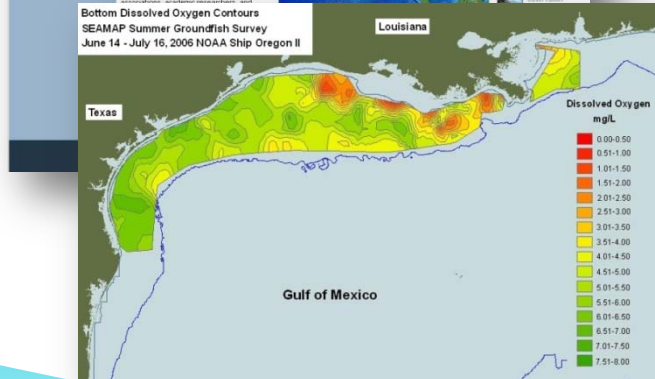 associations, academic researchers, and
Bottom Dissolved Oxygen Contours
SEAMAP Summer Groundfish Survey
June 14 - July 16, 2006 NOAA Ship Oregon II
Louisiana
Texas
Gulf of Mexico
Dissolved Oxygen
mg/L
0.00-0.50
0.51-1.00
1.01-1.50
1.51-2.00
2.01-2.50
2.51-3.00
3.01-3.50
3.51-4.00
4.01-4.50
4.51-5.00
5.01-5.50
5.51-6.00
6.01-6.50
6.51-7.00
7.01-7.50
7.51-8.00